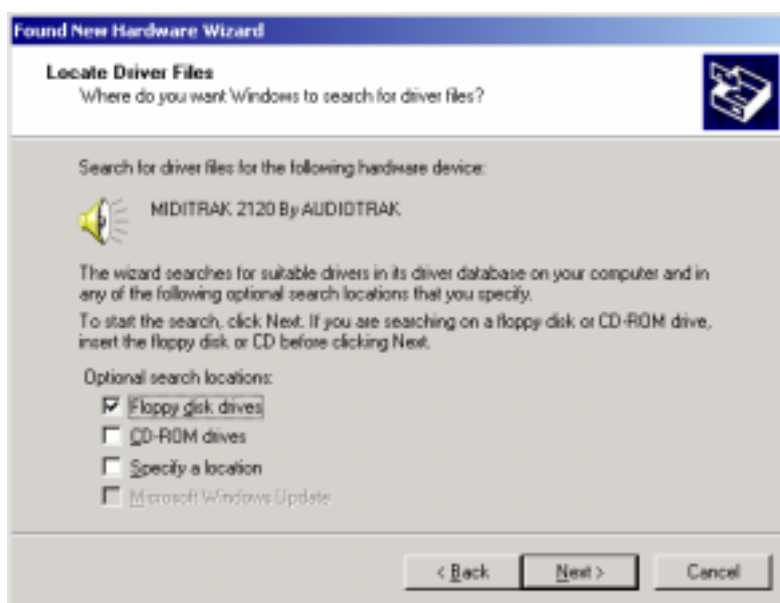 Found New Hardware Wizard
Locate Driver Files
Where do you want Windows to search for driver files?
Search for driver files for the following hardware device:
MIDITRAK 2120 By AUDIOTRAK
The wizard searches for suitable drivers in its driver database on your computer and in
any of the following optional search locations that you specify.
To start the search, click Next. If you are searching on a floppy disk or CD-ROM drive,
insert the floppy disk or CD before clicking Next.
Optional search locations:
Floppy disk drives
CD-ROM drives
Specify a location
Microsoft Windows Update
< Back Next > Cancel